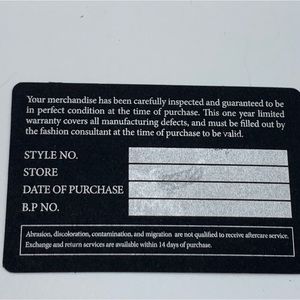 Your merchandise has been carefully inspected and guaranteed to be
in perfect condition at the time of purchase. This one year limited
warranty covers all manufacturing defects, and must be filled out by
the fashion consultant at the time of purchase to be valid.
STYLE NO.
STORE
DATE OF PURCHASE
B.P NO.
Abrasion, discoloration, contamination, and migration are not qualified to receive aftercare service.
Exchange and return services are available within 14 days of purchase.